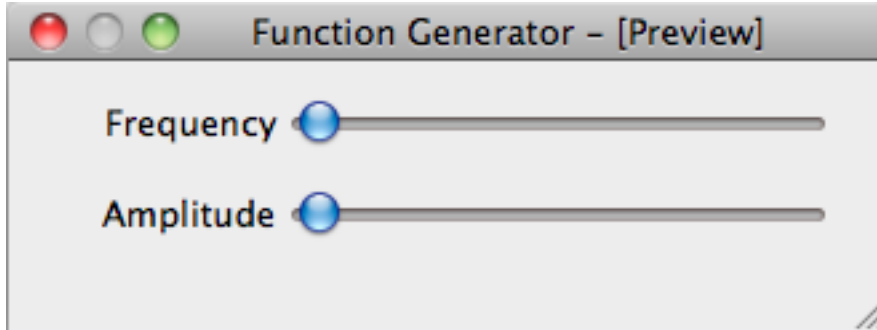 Function Generator – [Preview]
Frequency
Amplitude